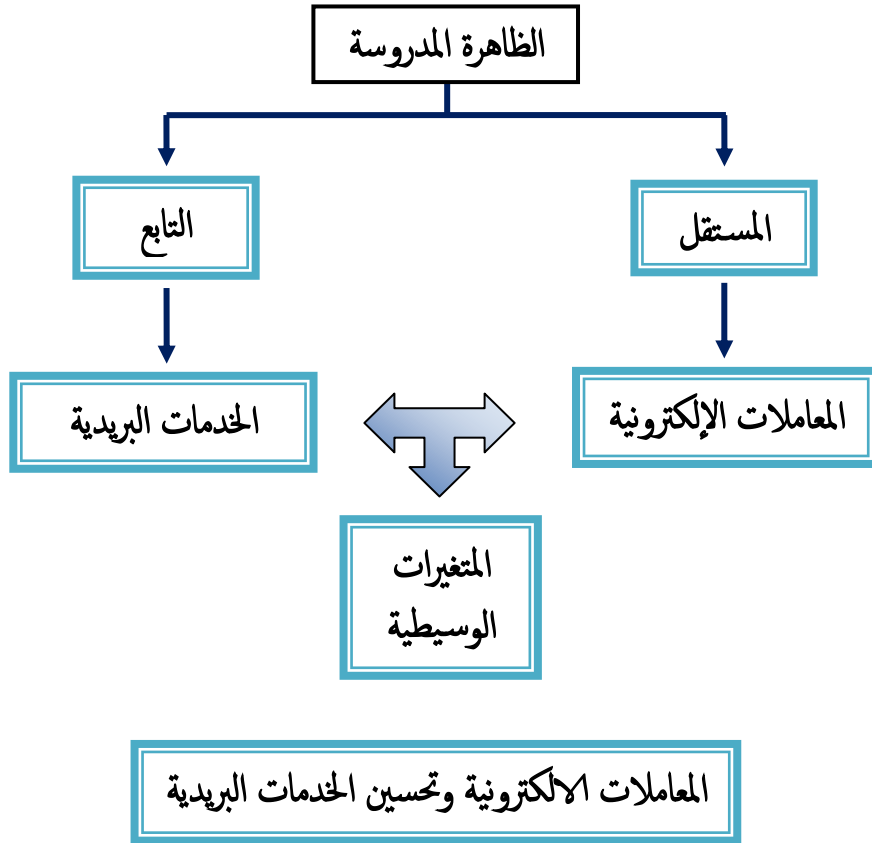 الظاهرة المدروسة
المستقل
التابع
المعاملات الإلكترونية
الخدمات البريدية
المتغيرات
الوسيطية
المعاملات الالكترونية وتحسين الخدمات البريدية